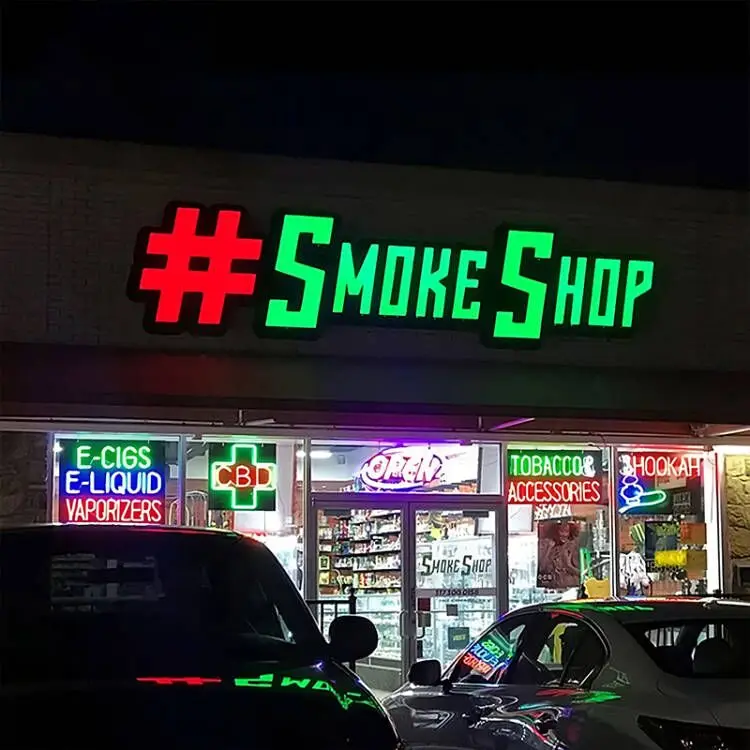 #SMOKE SHOP
E-CIGS
E-LIQUID
VAPORIZERS
CBD
OPEN
TOBACCO &
ACCESSORIES
HOOKAH
SMOKE SHOP